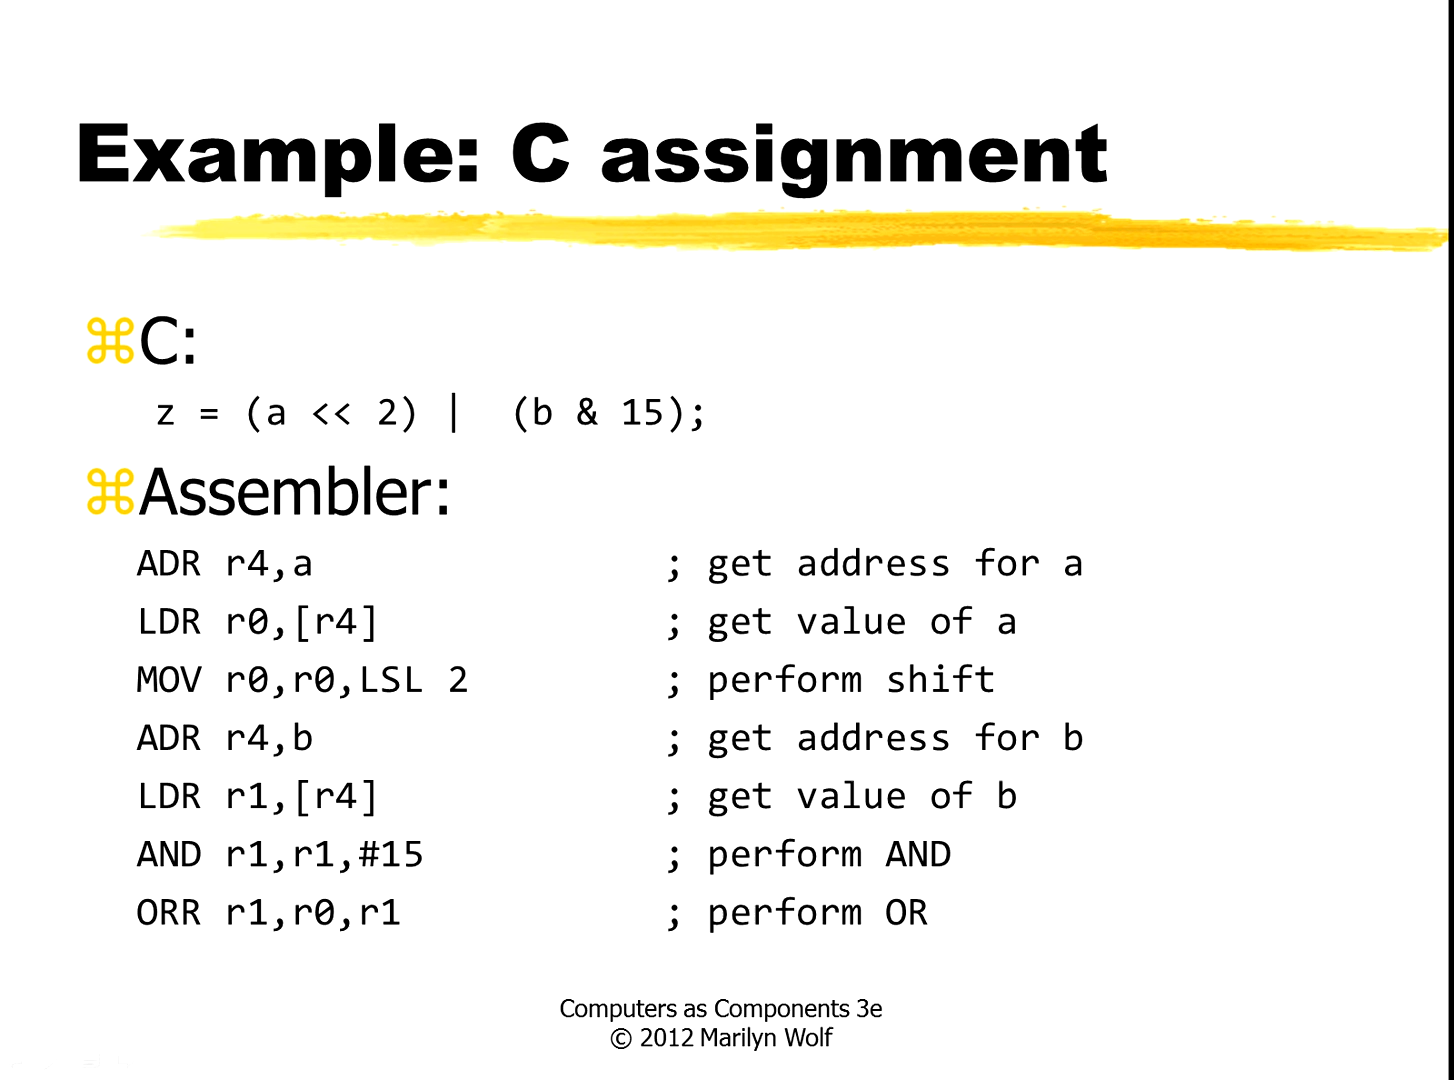 Example: C assignment
⌘C:
z = (a << 2) |  (b & 15);
⌘Assembler:
ADR r4,a ; get address for a
LDR r0,[r4] ; get value of a
MOV r0,r0,LSL 2 ; perform shift
ADR r4,b ; get address for b
LDR r1,[r4] ; get value of b
AND r1,r1,#15 ; perform AND
ORR r1,r0,r1 ; perform OR
Computers as Components 3e
© 2012 Marilyn Wolf